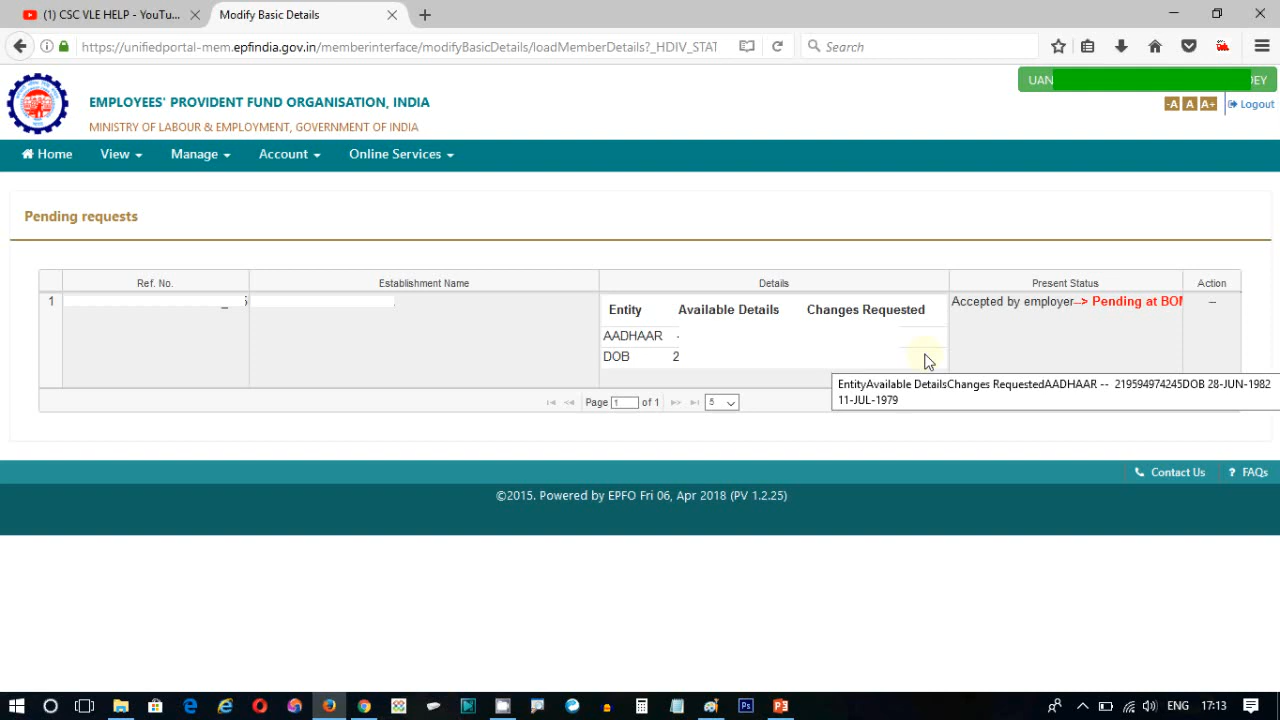 (1) CSC VLE HELP - YouTu...
Modify Basic Details
https://unifiedportal-mem.epfindia.gov.in/memberinterface/modifyBasicDetails/loadMemberDetails?_HDIV_STAT
Search
UAN DEY
EMPLOYEES' PROVIDENT FUND ORGANISATION, INDIA
MINISTRY OF LABOUR & EMPLOYMENT, GOVERNMENT OF INDIA
-A A A+ Logout
Home View Manage Account Online Services
Pending requests
Ref. No. Establishment Name Details Present Status Action
1 Accepted by employer--> Pending at BOM --
Entity Available Details Changes Requested
AADHAAR -
DOB 2
EntityAvailable DetailsChanges RequestedAADHAAR -- 219594974245DOB 28-JUN-1982
11-JUL-1979
Page 1 of 1 5
Contact Us ? FAQs
©2015. Powered by EPFO Fri 06, Apr 2018 (PV 1.2.25)
ENG 17:13